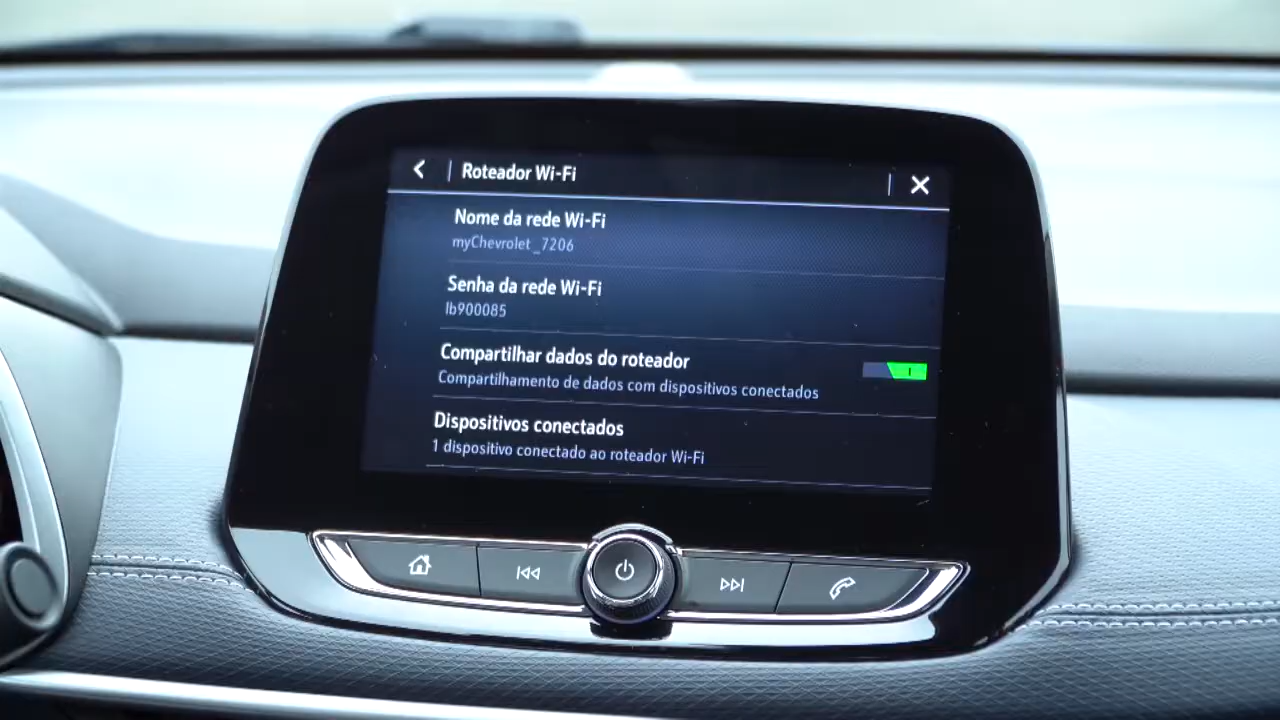 Roteador Wi-Fi
Nome da rede Wi-Fi
myChevrolet_7206
Senha da rede Wi-Fi
lb900085
Compartilhar dados do roteador
Compartilhamento de dados com dispositivos conectados
Dispositivos conectados
1 dispositivo conectado ao roteador Wi-Fi